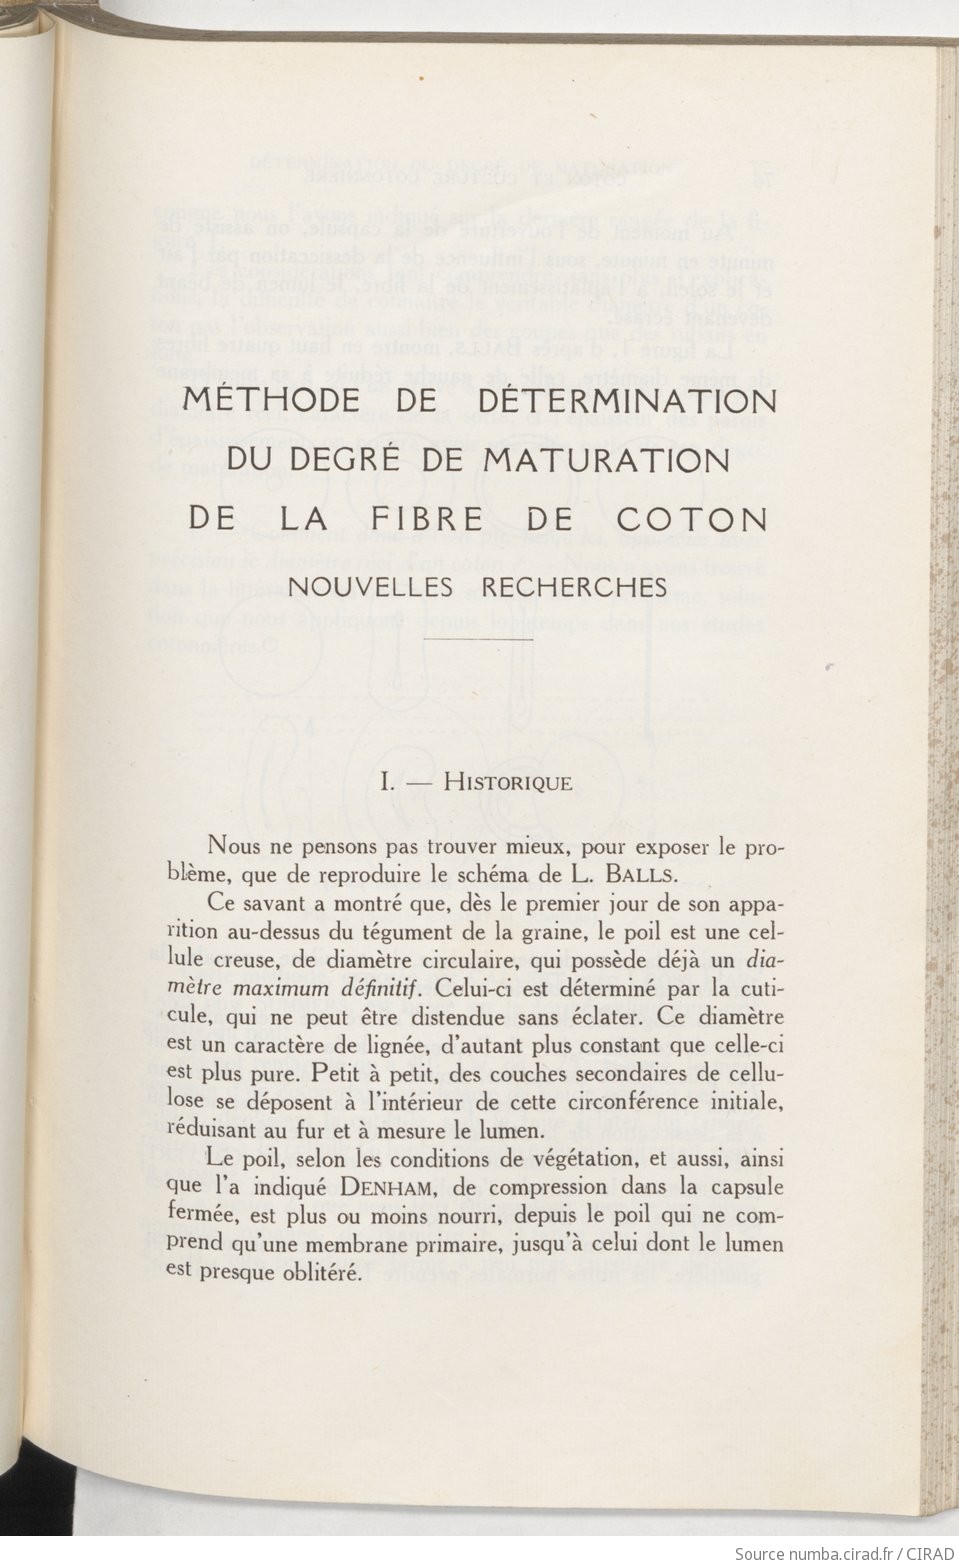 MÉTHODE DE DÉTERMINATION
DU DEGRÉ DE MATURATION
DE LA FIBRE DE COTON
NOUVELLES RECHERCHES
I. — HISTORIQUE
Nous ne pensons pas trouver mieux, pour exposer le pro-
blème, que de reproduire le schéma de L. BALLS.
Ce savant a montré que, dès le premier jour de son appa-
rition au-dessus du tégument de la graine, le poil est une cel-
lule creuse, de diamètre circulaire, qui possède déjà un dia-
mètre maximum définitif. Celui-ci est déterminé par la cuti-
cule, qui ne peut être distendue sans éclater. Ce diamètre
est un caractère de lignée, d'autant plus constant que celle-ci
est plus pure. Petit à petit, des couches secondaires de cellu-
lose se déposent à l'intérieur de cette circonférence initiale,
réduisant au fur et à mesure le lumen.
Le poil, selon les conditions de végétation, et aussi, ainsi
que l'a indiqué DENHAM, de compression dans la capsule
fermée, est plus ou moins nourri, depuis le poil qui ne com-
prend qu'une membrane primaire, jusqu'à celui dont le lumen
est presque oblitéré.
Source numba.cirad.fr / CIRAD